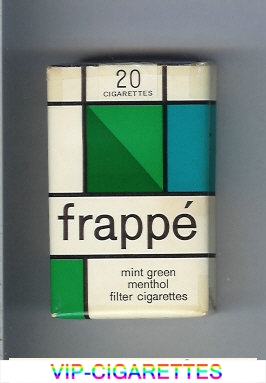 20
CIGARETTES
frappé
mint green
menthol
filter cigarettes
VIP-CIGARETTES